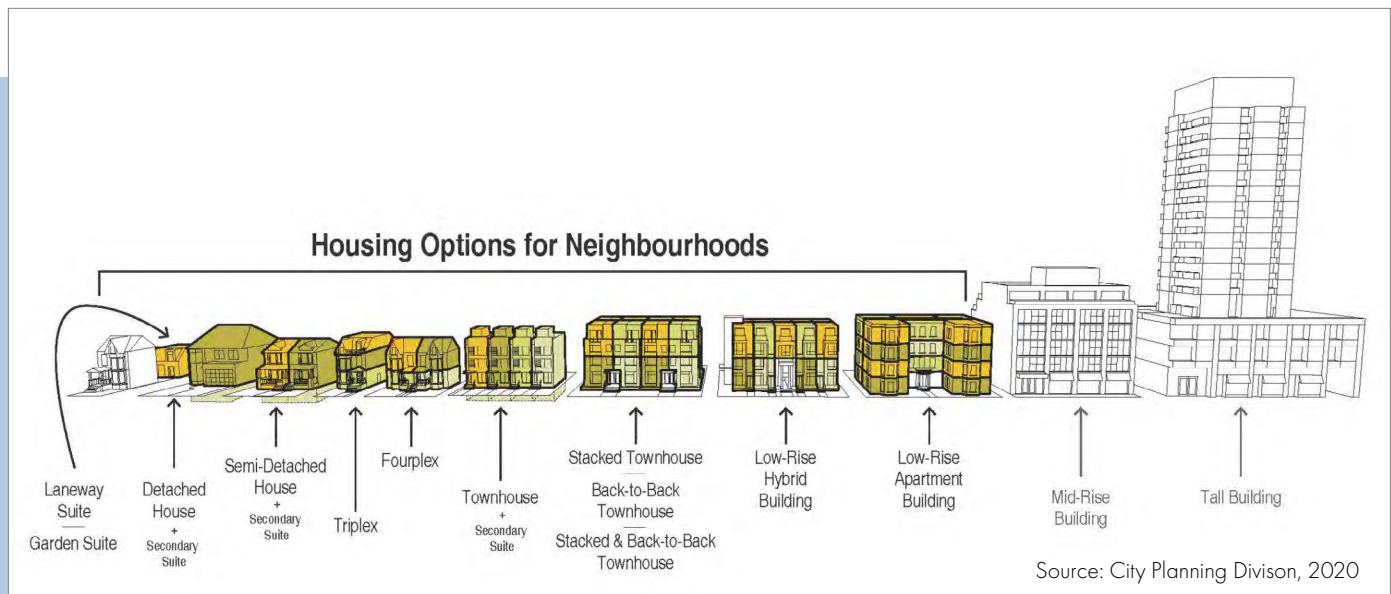 Housing Options for Neighbourhoods
Laneway
Suite
Garden Suite
Detached
House
+
Secondary
Suite
Semi-Detached
House
+
Secondary
Suite
Triplex
Fourplex
Townhouse
+
Secondary
Suite
Stacked Townhouse
Back-to-Back
Townhouse
Stacked & Back-to-Back
Townhouse
Low-Rise
Hybrid
Building
Low-Rise
Apartment
Building
Mid-Rise
Building
Tall Building
Source: City Planning Divison, 2020